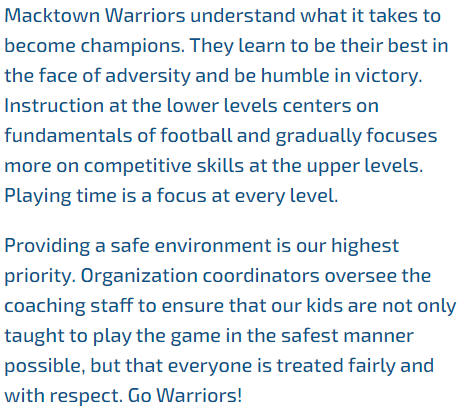 Macktown Warriors understand what it takes to
become champions. They learn to be their best in
the face of adversity and be humble in victory.
Instruction at the lower levels centers on
fundamentals of football and gradually focuses
more on competitive skills at the upper levels.
Playing time is a focus at every level.
Providing a safe environment is our highest
priority. Organization coordinators oversee the
coaching staff to ensure that our kids are not only
taught to play the game in the safest manner
possible, but that everyone is treated fairly and
with respect. Go Warriors!